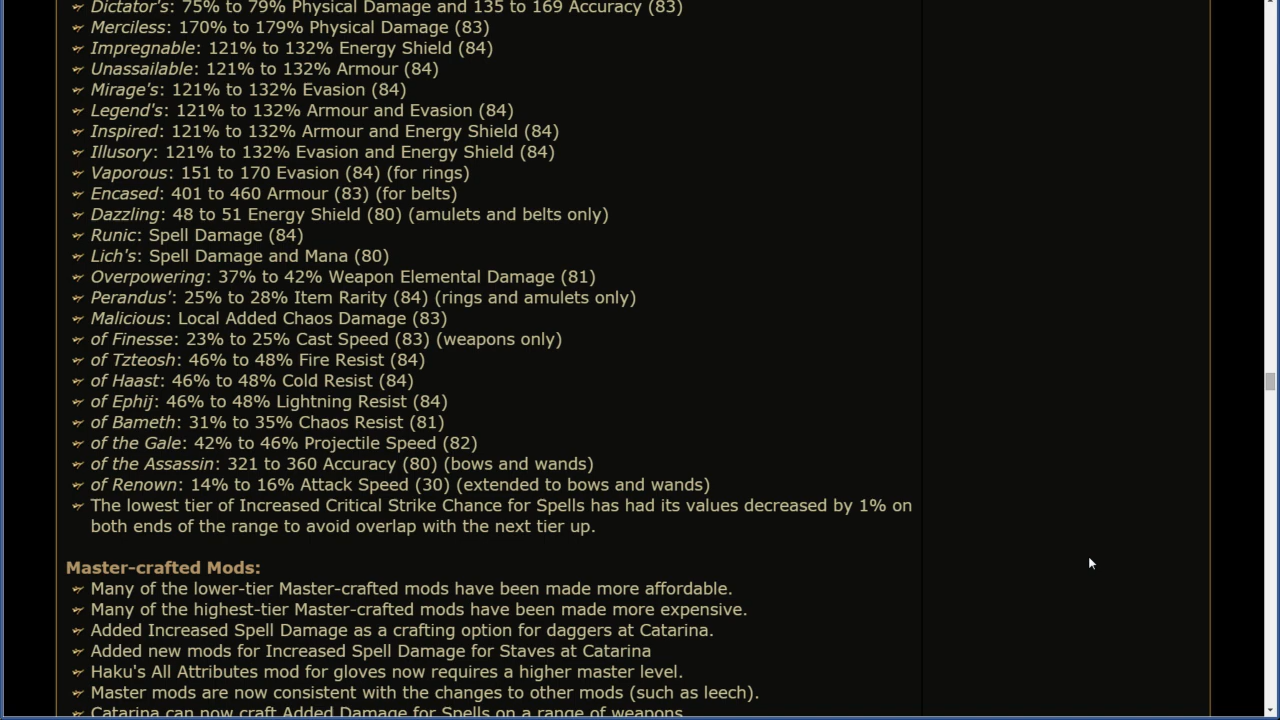 Dictator's: 75% to 79% Physical Damage and 135 to 169 Accuracy (83)
Merciless: 170% to 179% Physical Damage (83)
Impregnable: 121% to 132% Energy Shield (84)
Unassailable: 121% to 132% Armour (84)
Mirage's: 121% to 132% Evasion (84)
Legend's: 121% to 132% Armour and Evasion (84)
Inspired: 121% to 132% Armour and Energy Shield (84)
Illusory: 121% to 132% Evasion and Energy Shield (84)
Vaporous: 151 to 170 Evasion (84) (for rings)
Encased: 401 to 460 Armour (83) (for belts)
Dazzling: 48 to 51 Energy Shield (80) (amulets and belts only)
Runic: Spell Damage (84)
Lich's: Spell Damage and Mana (80)
Overpowering: 37% to 42% Weapon Elemental Damage (81)
Perandus': 25% to 28% Item Rarity (84) (rings and amulets only)
Malicious: Local Added Chaos Damage (83)
of Finesse: 23% to 25% Cast Speed (83) (weapons only)
of Tzteosh: 46% to 48% Fire Resist (84)
of Haast: 46% to 48% Cold Resist (84)
of Ephij: 46% to 48% Lightning Resist (84)
of Bameth: 31% to 35% Chaos Resist (81)
of the Gale: 42% to 46% Projectile Speed (82)
of the Assassin: 321 to 360 Accuracy (80) (bows and wands)
of Renown: 14% to 16% Attack Speed (30) (extended to bows and wands)
The lowest tier of Increased Critical Strike Chance for Spells has had its values decreased by 1% on
both ends of the range to avoid overlap with the next tier up.
Master-crafted Mods:
Many of the lower-tier Master-crafted mods have been made more affordable.
Many of the highest-tier Master-crafted mods have been made more expensive.
Added Increased Spell Damage as a crafting option for daggers at Catarina.
Added new mods for Increased Spell Damage for Staves at Catarina
Haku's All Attributes mod for gloves now requires a higher master level.
Master mods are now consistent with the changes to other mods (such as leech).
Catarina can now craft Added Damage for Spells on a range of weapons.